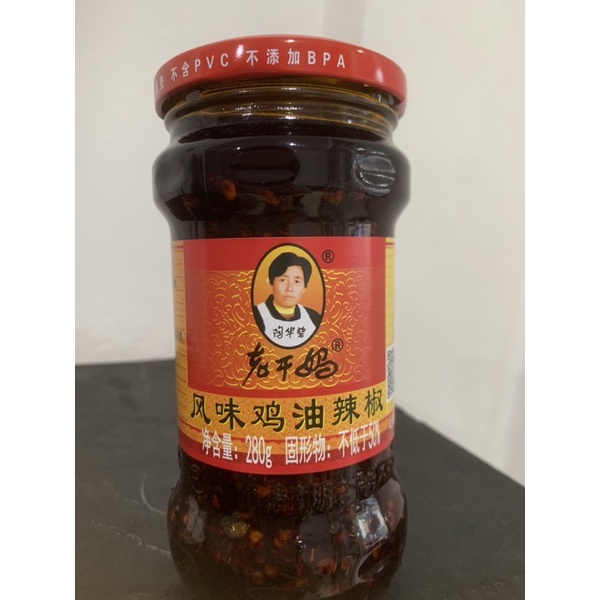 不含PVC 不添加BPA
®
陶华碧
老干妈®
风味鸡油辣椒
净含量：280g 固形物：不低于50%